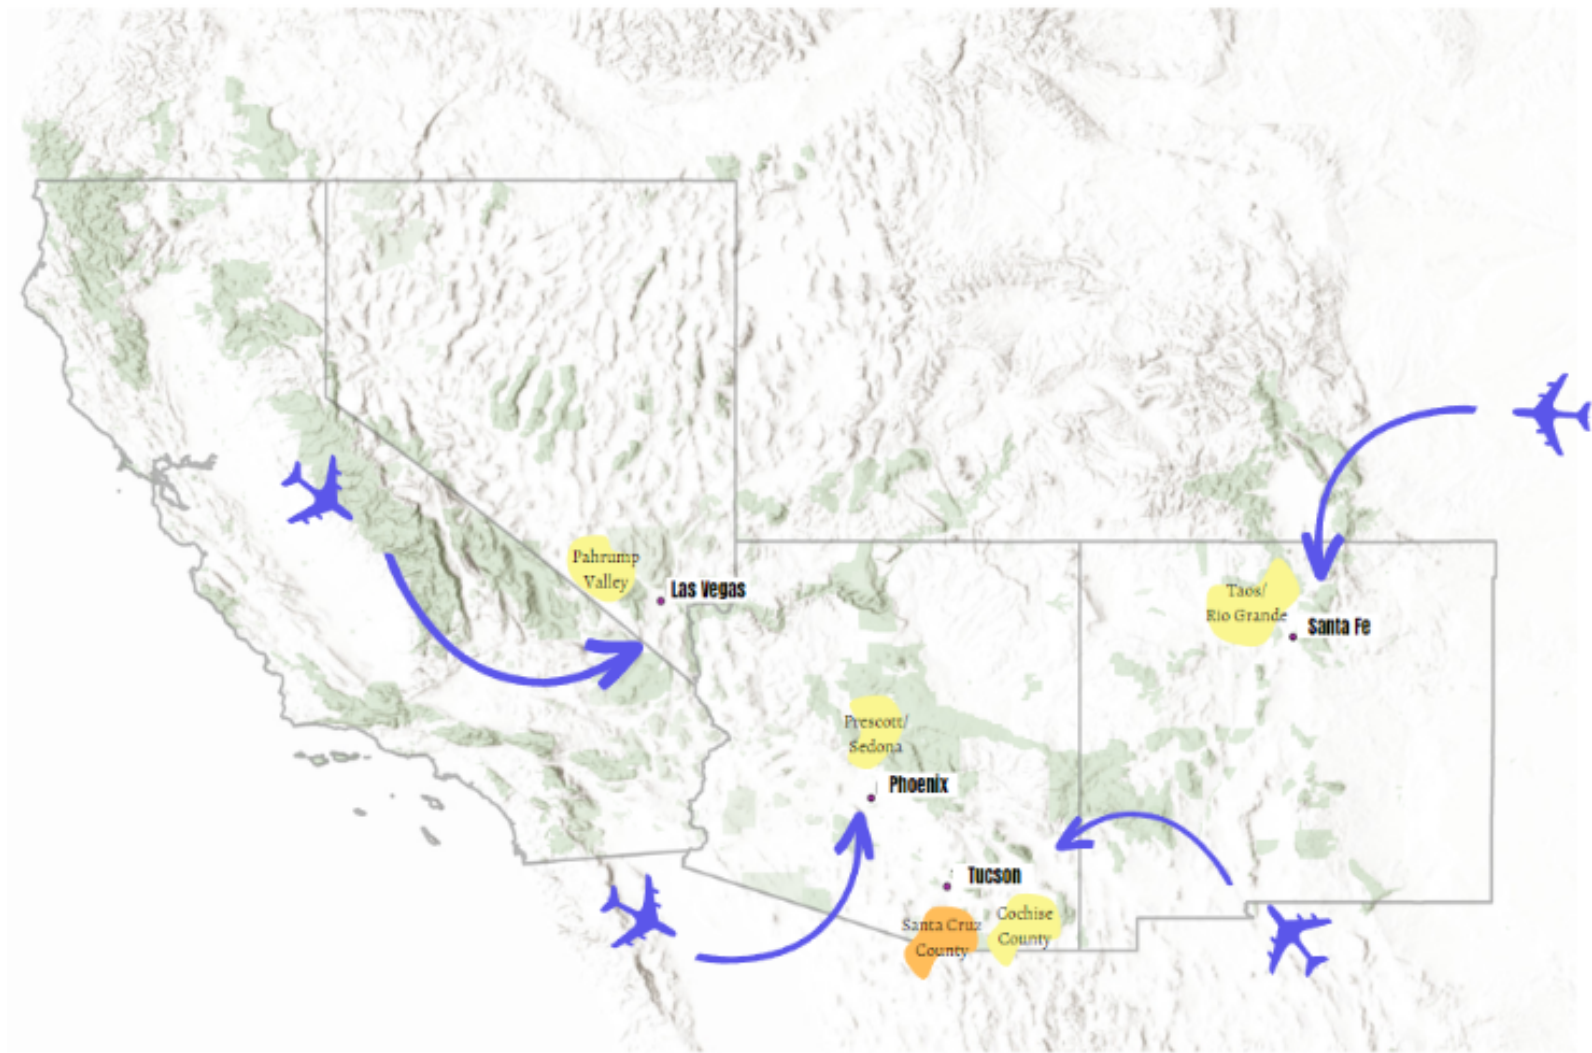 Pahrump
Valley
Las Vegas
Taos/
Rio Grande
Santa Fe
Prescott/
Sedona
Phoenix
Tucson
Santa Cruz
County
Cochise
County